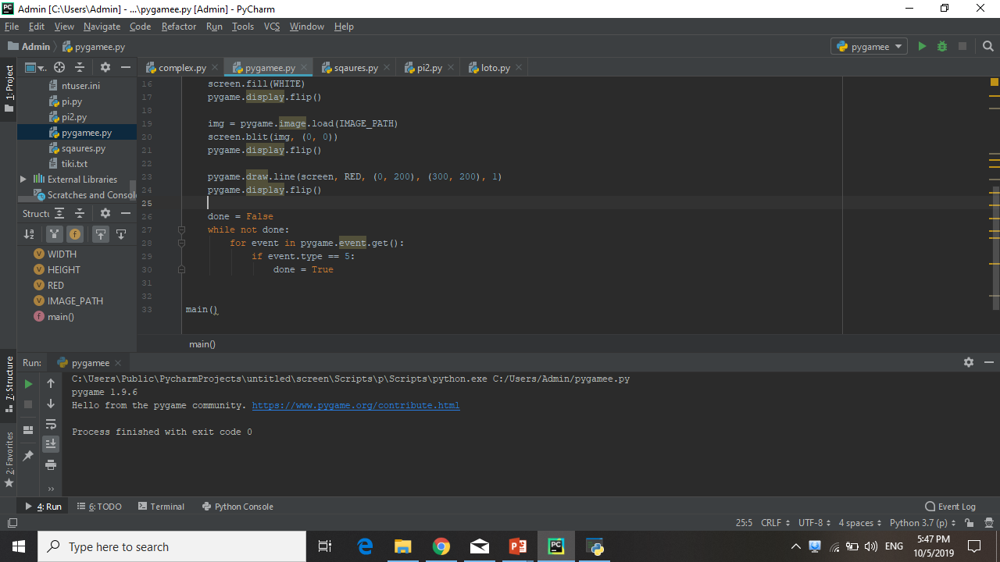 Admin [C:\Users\Admin] - ...\pygamee.py [Admin] - PyCharm
File Edit View Navigate Code Refactor Run Tools VCS Window Help
Admin pygamee.py
pygamee
1: Project
complex.py pygamee.py sqaures.py pi2.py loto.py
ntuser.ini
pi.py
pi2.py
pygamee.py
sqaures.py
tiki.txt
External Libraries
Scratches and Consol
Structu
WIDTH
HEIGHT
RED
IMAGE_PATH
main()
16 screen.fill(WHITE)
17 pygame.display.flip()
18
19 img = pygame.image.load(IMAGE_PATH)
20 screen.blit(img, (0, 0))
21 pygame.display.flip()
22
23 pygame.draw.line(screen, RED, (0, 200), (300, 200), 1)
24 pygame.display.flip()
25
26 done = False
27 while not done:
28 for event in pygame.event.get():
29 if event.type == 5:
30 done = True
31
32
33 main()
main()
Run: pygamee
C:\Users\Public\PycharmProjects\untitled\screen\Scripts\p\Scripts\python.exe C:/Users/Admin/pygamee.py
pygame 1.9.6
Hello from the pygame community. https://www.pygame.org/contribute.html
Process finished with exit code 0
7: Structure
2: Favorites
4: Run 6: TODO Terminal Python Console Event Log
25:5 CRLF UTF-8 4 spaces Python 3.7 (p)
Type here to search
ENG
5:47 PM
10/5/2019